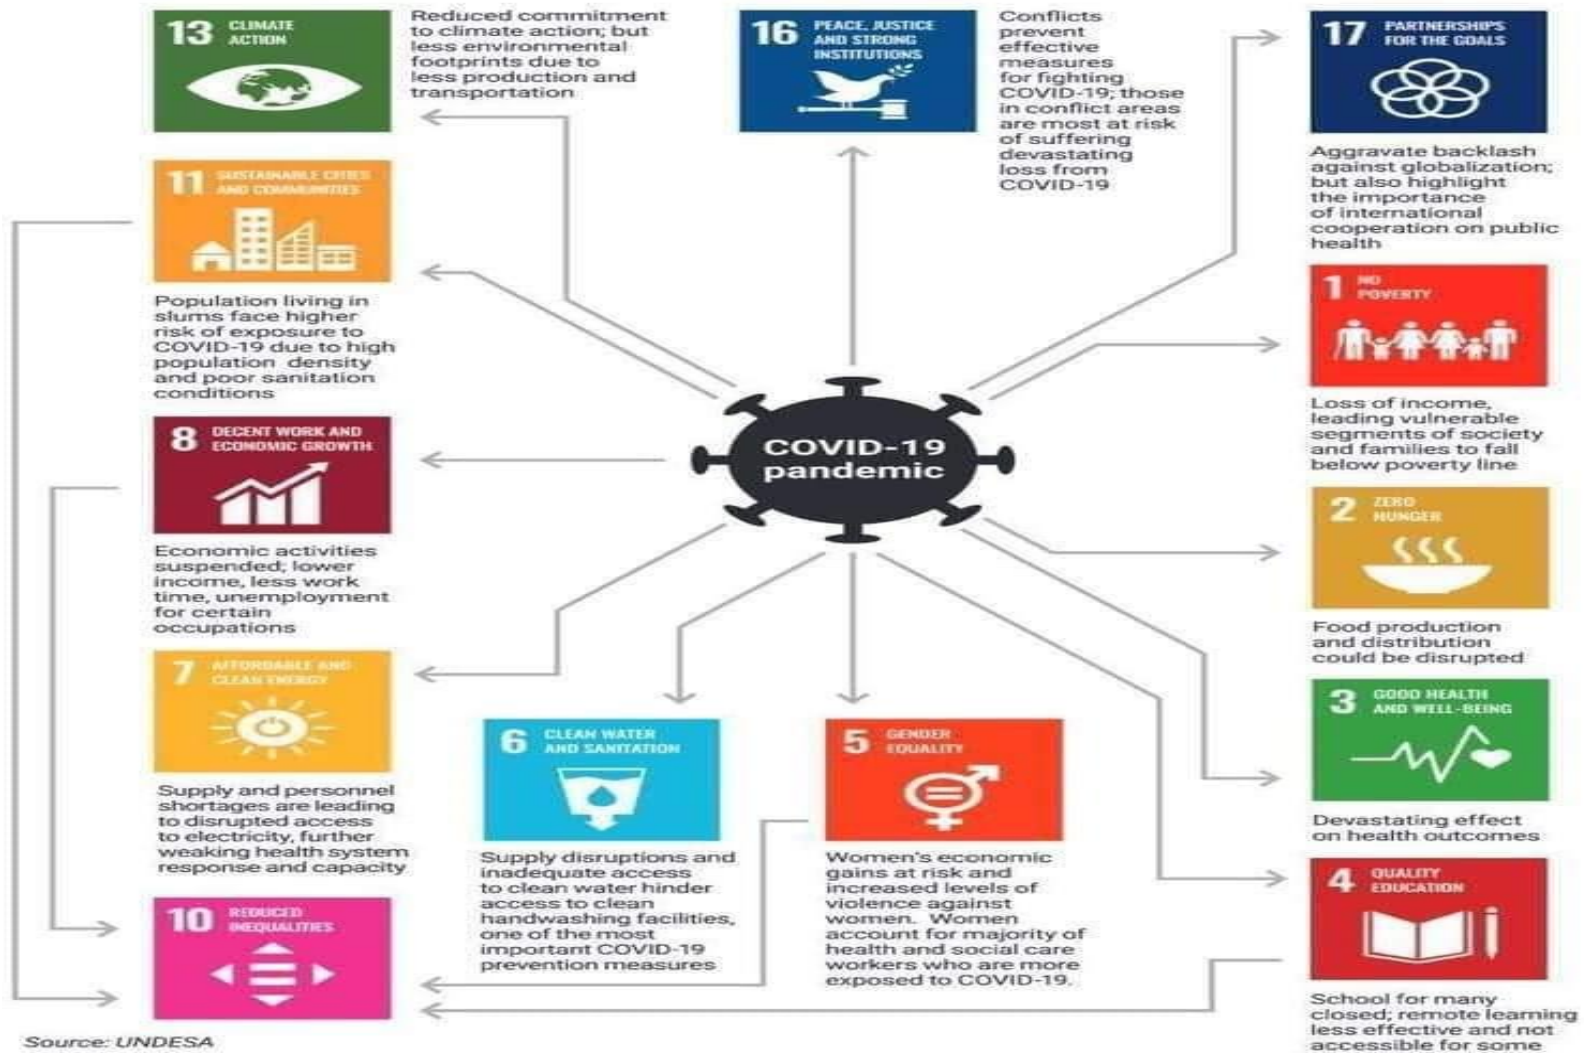 13 CLIMATE
ACTION
Reduced commitment
to climate action; but
less environmental
footprints due to
less production and
transportation
16 PEACE, JUSTICE
AND STRONG
INSTITUTIONS
Conflicts
prevent
effective
measures
for fighting
COVID-19; those
in conflict areas
are most at risk
of suffering
devastating
loss from
COVID-19
17 PARTNERSHIPS
FOR THE GOALS
Aggravate backlash
against globalization;
but also highlight
the importance
of international
cooperation on public
health
11 SUSTAINABLE CITIES
AND COMMUNITIES
Population living in
slums face higher
risk of exposure to
COVID-19 due to high
population density
and poor sanitation
conditions
1 NO
POVERTY
Loss of income,
leading vulnerable
segments of society
and families to fall
below poverty line
8 DECENT WORK AND
ECONOMIC GROWTH
Economic activities
suspended; lower
income, less work
time, unemployment
for certain
occupations
COVID-19
pandemic
2 ZERO
HUNGER
Food production
and distribution
could be disrupted
7 AFFORDABLE AND
CLEAN ENERGY
Supply and personnel
shortages are leading
to disrupted access
to electricity, further
weaking health system
response and capacity
6 CLEAN WATER
AND SANITATION
Supply disruptions and
inadequate access
to clean water hinder
access to clean
handwashing facilities,
one of the most
important COVID-19
prevention measures
5 GENDER
EQUALITY
Women's economic
gains at risk and
increased levels of
violence against
women. Women
account for majority of
health and social care
workers who are more
exposed to COVID-19.
3 GOOD HEALTH
AND WELL-BEING
Devastating effect
on health outcomes
4 QUALITY
EDUCATION
School for many
closed; remote learning
less effective and not
accessible for some
10 REDUCED
INEQUALITIES
Source: UNDESA